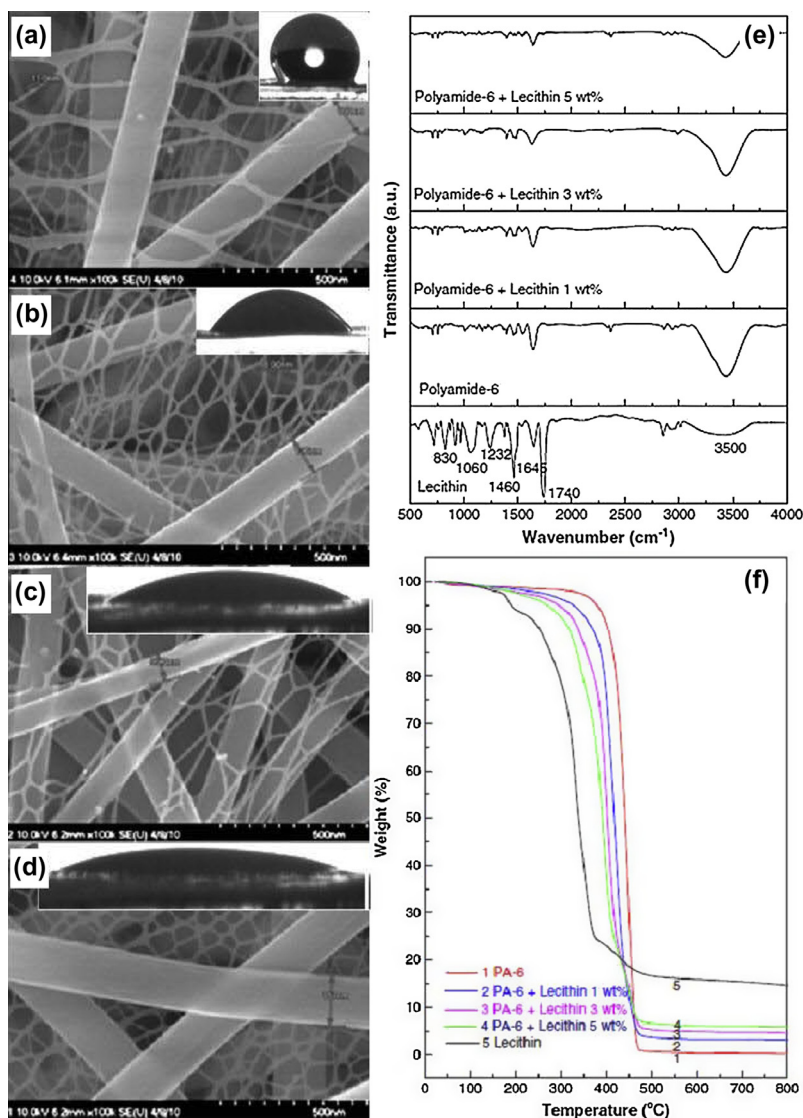 (a)
4 10.0kV 6.1mm x100k SE(U) 4/8/10
500nm
(b)
3 10.0kV 6.4mm x100k SE(U) 4/8/10
500nm
(c)
2 10.0kV 6.2mm x100k SE(U) 4/8/10
500nm
(d)
1 10.0kV 6.2mm x100k SE(U) 4/8/10
500nm
(e)
Transmittance (a.u.)
Polyamide-6 + Lecithin 5 wt%
Polyamide-6 + Lecithin 3 wt%
Polyamide-6 + Lecithin 1 wt%
Polyamide-6
830
1060
1232
1460
1645
1740
3500
Lecithin
500 1000 1500 2000 2500 3000 3500 4000
Wavenumber (cm-1)
(f)
Weight (%)
100
90
80
70
60
50
40
30
20
10
0
1 PA-6
2 PA-6 + Lecithin 1 wt%
3 PA-6 + Lecithin 3 wt%
4 PA-6 + Lecithin 5 wt%
5 Lecithin
5
4
3
2
1
0 100 200 300 400 500 600 700 800
Temperature (oC)